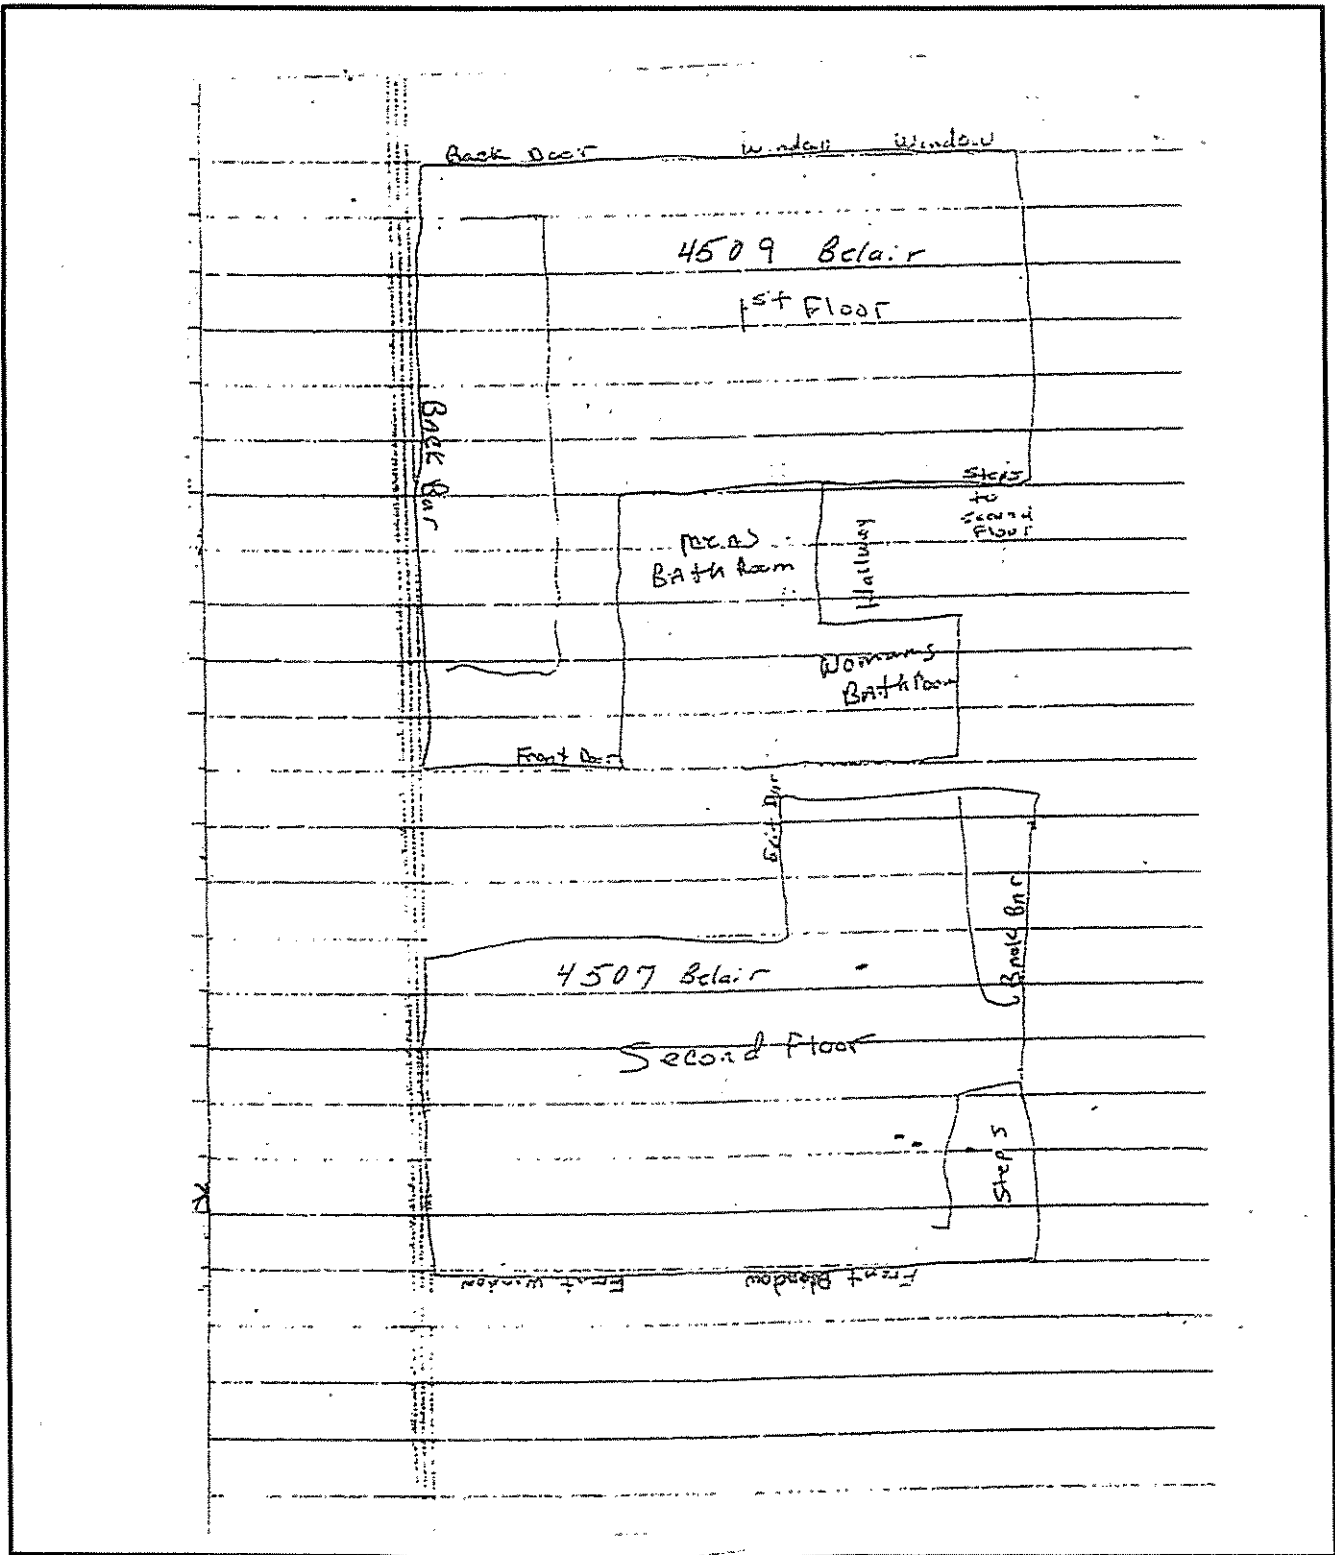 Back Door Window Window
4509 Belair
1st Floor
Back Bar
Steps
to
Second
Floor
Mens
BAth Room
Hallway
Womans
BAth Room
Front Door
Exit Dor
Back Bar
4507 Belair
Second Floor
Steps
Front Window Front Window